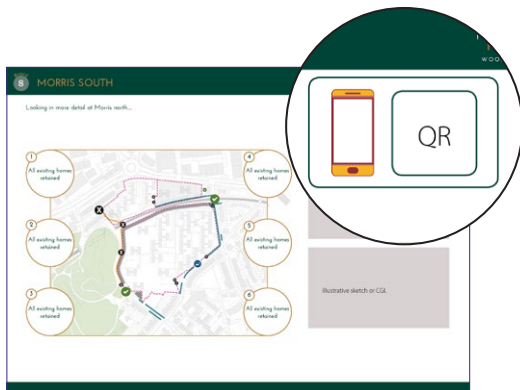 8
MORRIS SOUTH
Looking in more detail at Morris north...
WOO
QR
1
All existing homes
retained
2
All existing homes
retained
3
All existing homes
retained
4
All existing homes
retained
5
All existing homes
retained
6
All existing homes
retained
Illustrative sketch or CGI.